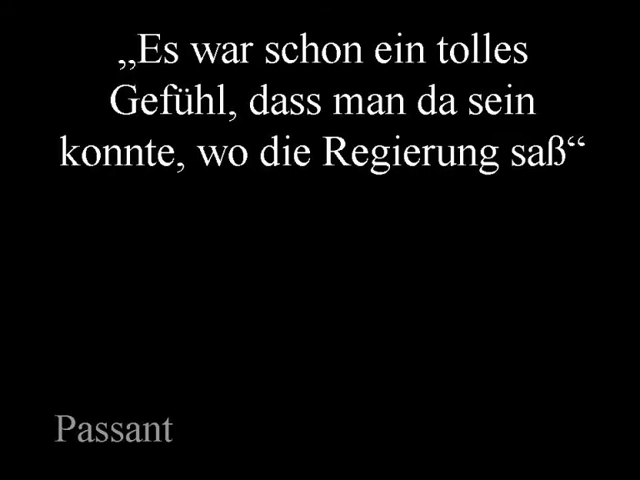 „Es war schon ein tolles
Gefühl, dass man da sein
konnte, wo die Regierung saß“
Passant